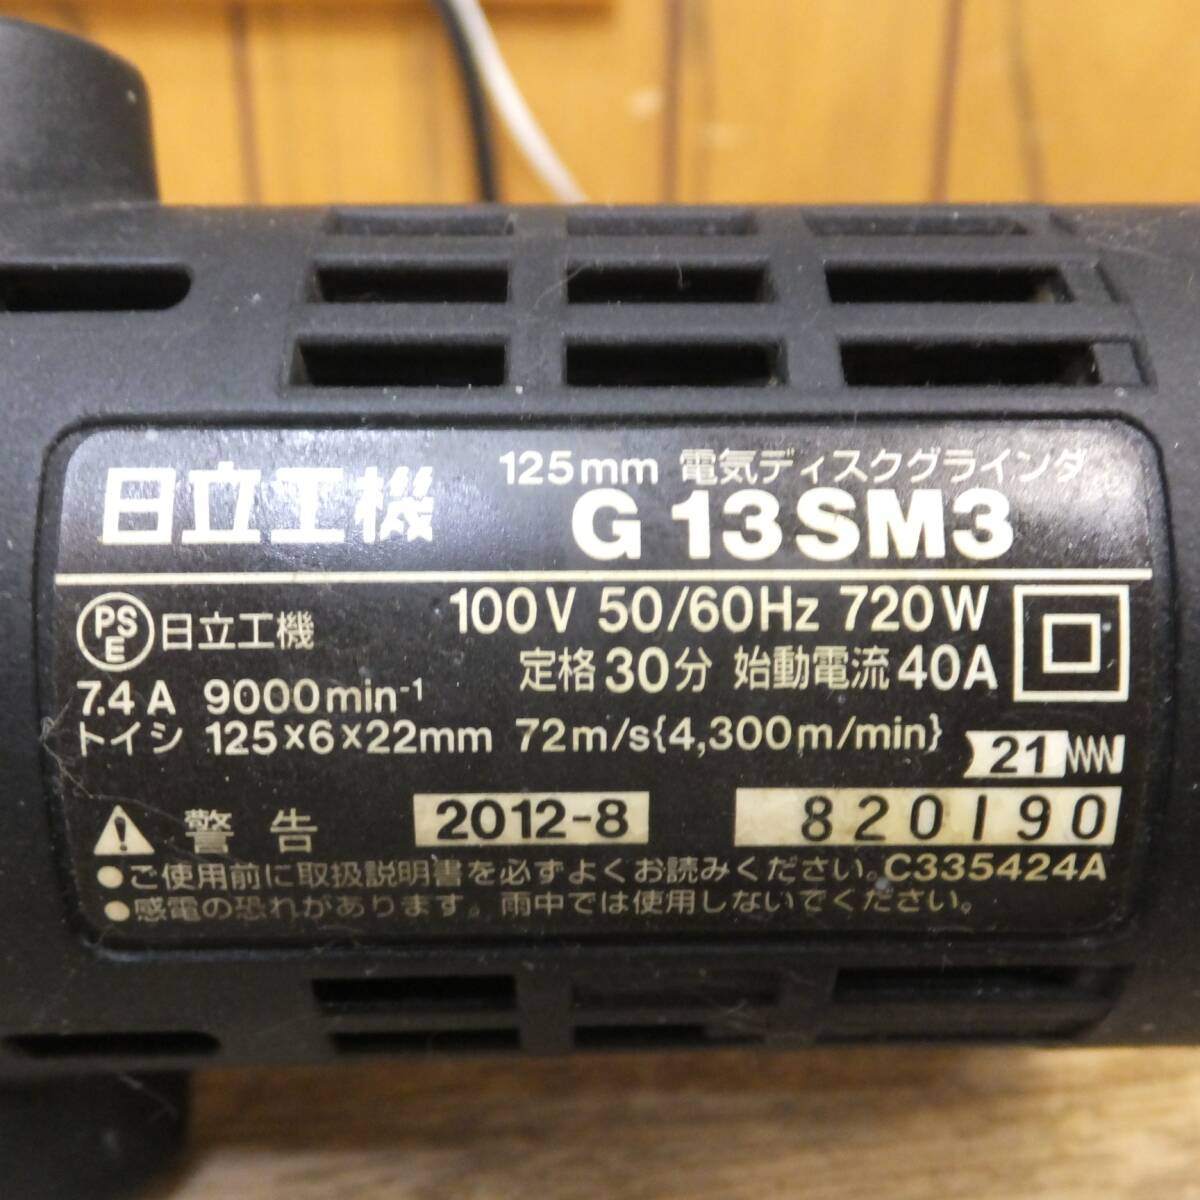 125mm 電気ディスクグラインダ
日立工機 G 13SM3
PSE 日立工機 100V 50/60Hz 720W
定格30分 始動電流 40A
7.4A 9000min⁻¹
トイシ 125×6×22mm 72m/s{4,300m/min}
21
⚠ 警告 2012-8 820190
●ご使用前に取扱説明書を必ずよくお読みください。C335424A
●感電の恐れがあります。雨中では使用しないでください。